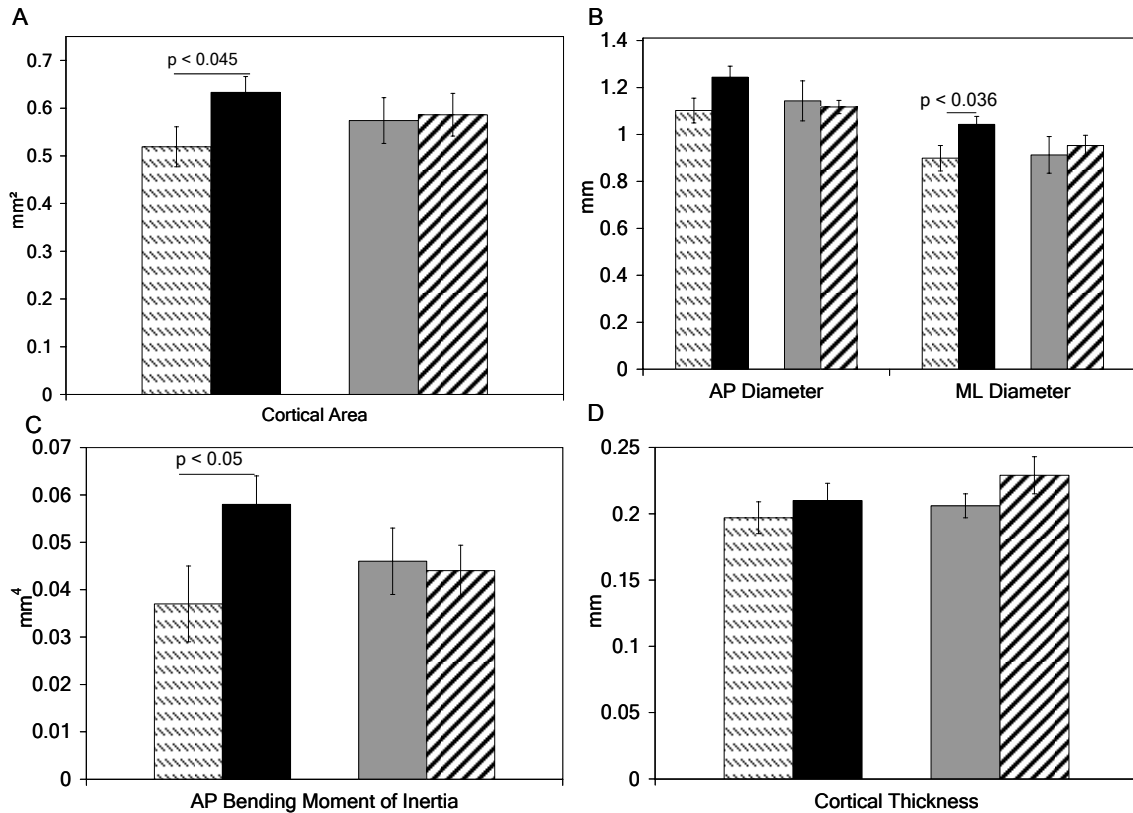 A
0.7
0.6
0.5
0.4
0.3
0.2
0.1
0
mm²
p < 0.045
Cortical Area
B
1.4
1.2
1
0.8
0.6
0.4
0.2
0
mm
p < 0.036
AP Diameter
ML Diameter
C
0.07
0.06
0.05
0.04
0.03
0.02
0.01
0
mm⁴
p < 0.05
AP Bending Moment of Inertia
D
0.25
0.2
0.15
0.1
0.05
0
mm
Cortical Thickness